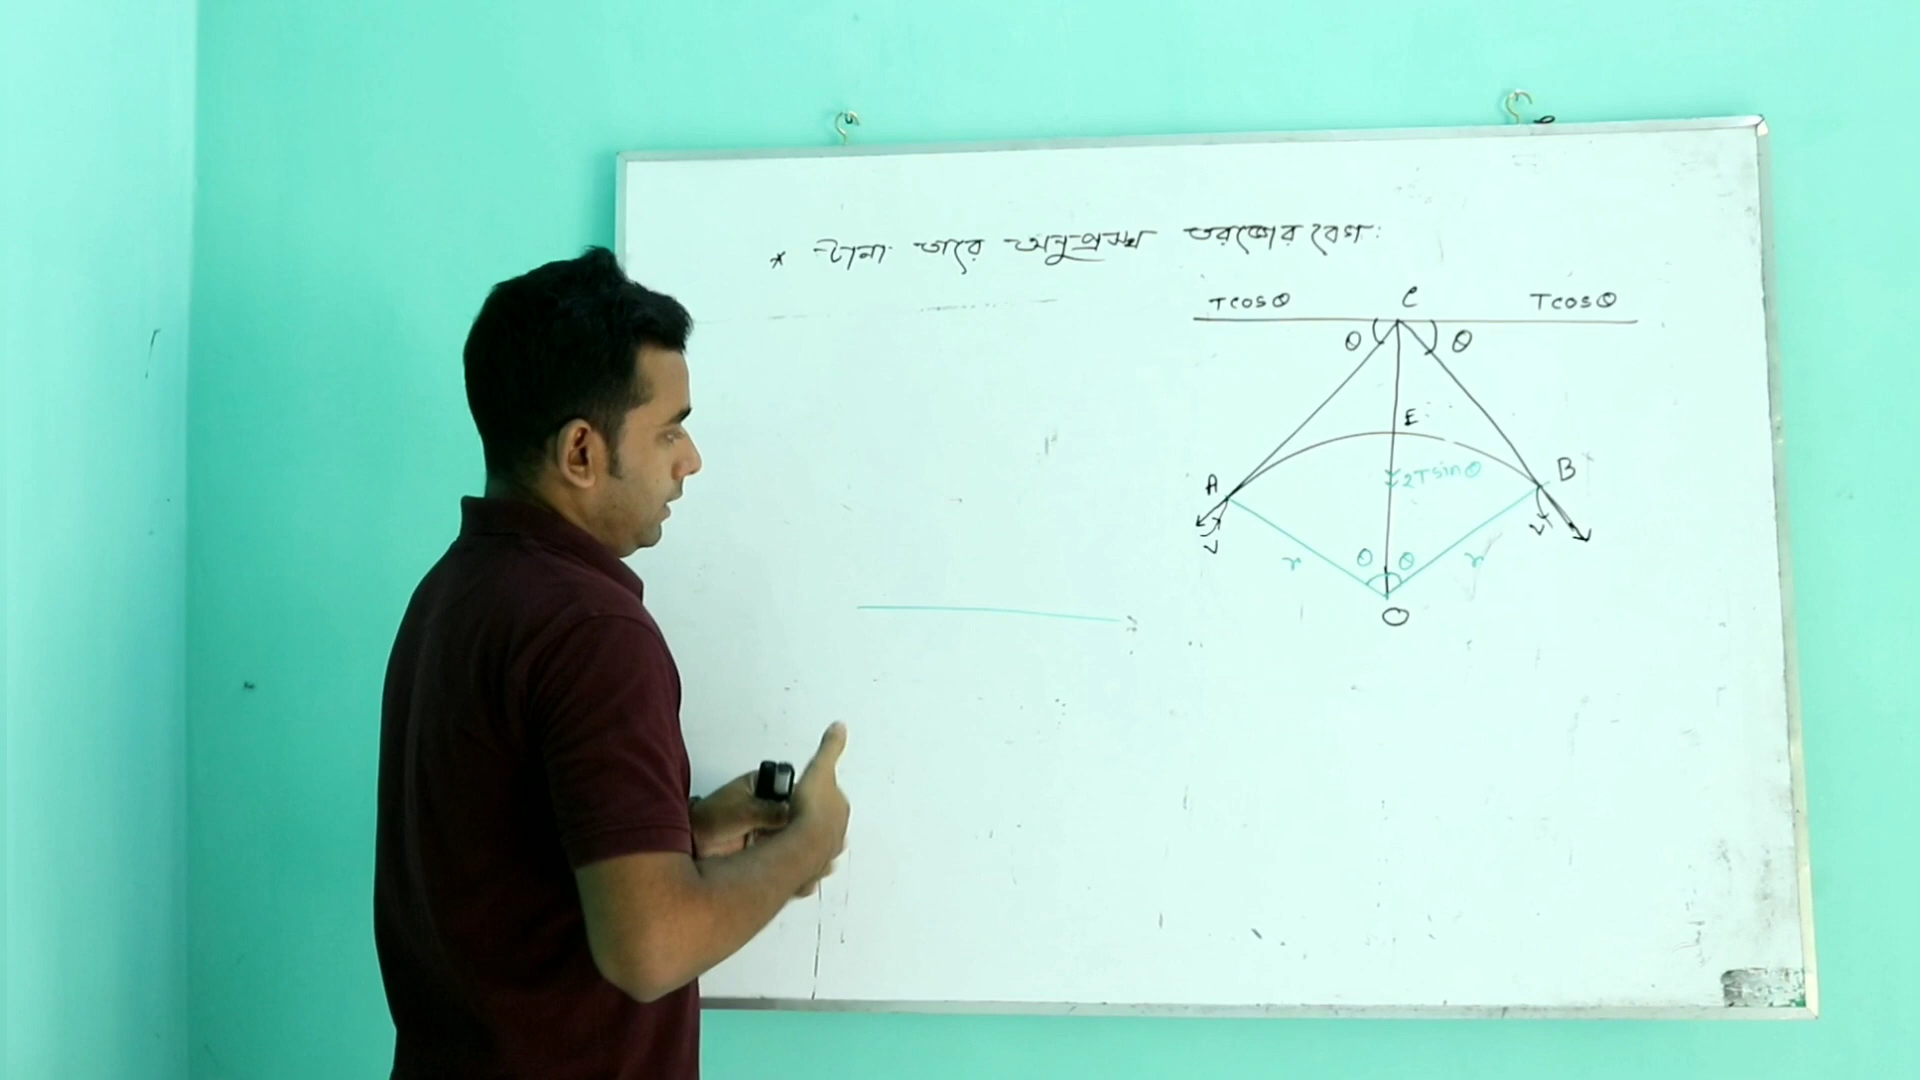 * টানা তারে অনুপ্রস্থ তরঙ্গের বেগ:
Tcosθ C Tcosθ
θ θ
E
2Tsinθ
A B
θ θ
r r
O